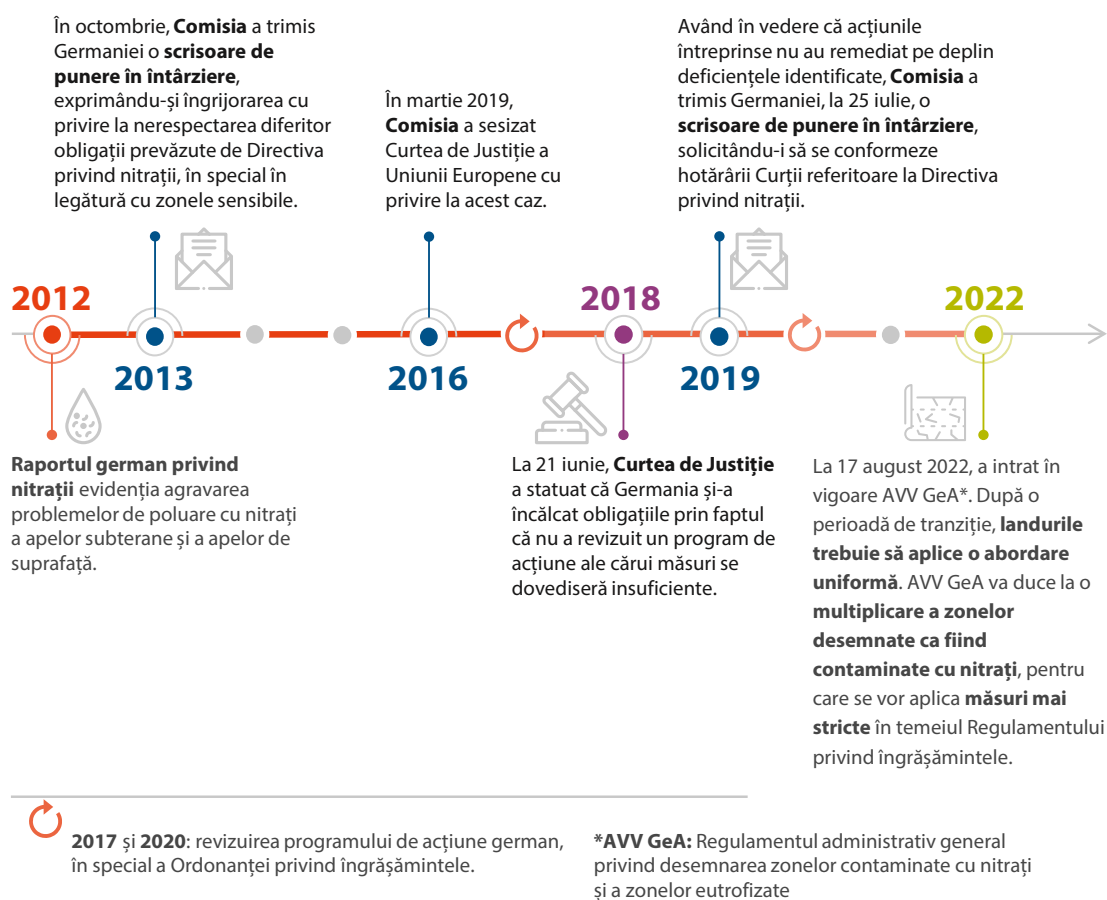 În octombrie, Comisia a trimis
Germaniei o scrisoare de
punere în întârziere,
exprimându-și îngrijorarea cu
privire la nerespectarea diferitor
obligații prevăzute de Directiva
privind nitrații, în special în
legătură cu zonele sensibile.
În martie 2019,
Comisia a sesizat
Curtea de Justiție a
Uniunii Europene cu
privire la acest caz.
Având în vedere că acțiunile
întreprinse nu au remediat pe deplin
deficiențele identificate, Comisia a
trimis Germaniei, la 25 iulie, o
scrisoare de punere în întârziere,
solicitându-i să se conformeze
hotărârii Curții referitoare la Directiva
privind nitrații.
2012
2018
2022
2013
2016
2019
Raportul german privind
nitrații evidenția agravarea
problemelor de poluare cu nitrați
a apelor subterane și a apelor de
suprafață.
La 21 iunie, Curtea de Justiție
a statuat că Germania și-a
încălcat obligațiile prin faptul
că nu a revizuit un program de
acțiune ale cărui măsuri se
dovediseră insuficiente.
La 17 august 2022, a intrat în
vigoare AVV GeA*. După o
perioadă de tranziție, landurile
trebuie să aplice o abordare
uniformă. AVV GeA va duce la o
multiplicare a zonelor
desemnate ca fiind
contaminate cu nitrați, pentru
care se vor aplica măsuri mai
stricte în temeiul Regulamentului
privind îngrășămintele.
2017 și 2020: revizuirea programului de acțiune german,
în special a Ordonanței privind îngrășămintele.
*AVV GeA: Regulamentul administrativ general
privind desemnarea zonelor contaminate cu nitrați
și a zonelor eutrofizate